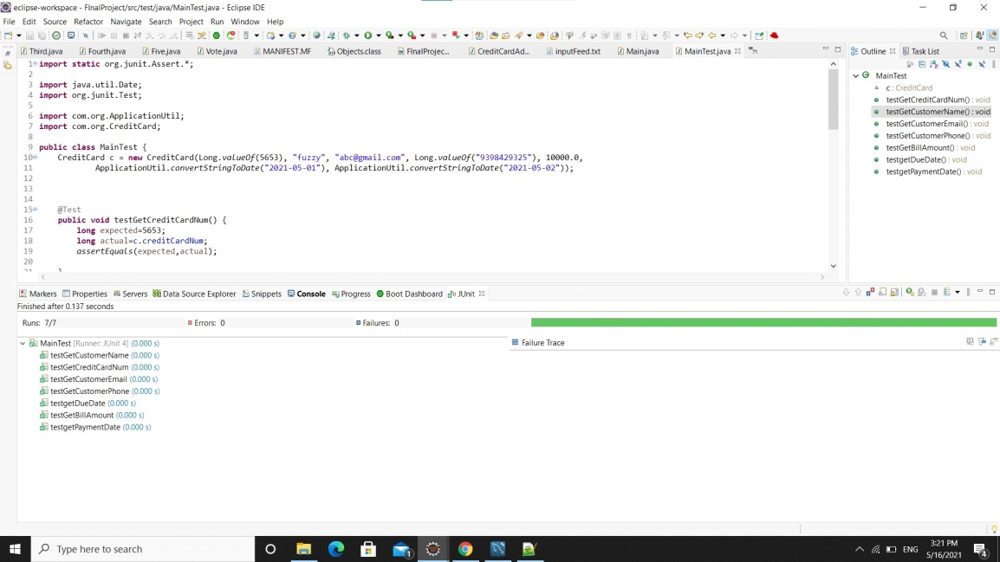 eclipse-workspace - FInalProject/src/test/java/MainTest.java - Eclipse IDE
File Edit Source Refactor Navigate Search Project Run Window Help
Third.java Fourth.java Five.java Vote.java MANIFEST.MF Objects.class FInalProjec... CreditCardAd... inputFeed.txt Main.java MainTest.java
1 import static org.junit.Assert.*;
2
3 import java.util.Date;
4 import org.junit.Test;
5
6 import com.org.ApplicationUtil;
7 import com.org.CreditCard;
8
9 public class MainTest {
10 CreditCard c = new CreditCard(Long.valueOf(5653), "fuzzy", "abc@gmail.com", Long.valueOf("9398429325"), 10000.0,
11 ApplicationUtil.convertStringToDate("2021-05-01"), ApplicationUtil.convertStringToDate("2021-05-02"));
12
13
14
15 @Test
16 public void testGetCreditCardNum() {
17 long expected=5653;
18 long actual=c.creditCardNum;
19 assertEquals(expected,actual);
20
21 }
Outline Task List
MainTest
c : CreditCard
testGetCreditCardNum() : void
testGetCustomerName() : void
testGetCustomerEmail() : void
testGetCustomerPhone() : void
testGetBillAmount() : void
testgetDueDate() : void
testgetPaymentDate() : void
Markers Properties Servers Data Source Explorer Snippets Console Progress Boot Dashboard JUnit
Finished after 0.137 seconds
Runs: 7/7 Errors: 0 Failures: 0
MainTest [Runner: JUnit 4] (0.000 s)
testGetCustomerName (0.000 s)
testGetCreditCardNum (0.000 s)
testGetCustomerEmail (0.000 s)
testGetCustomerPhone (0.000 s)
testgetDueDate (0.000 s)
testGetBillAmount (0.000 s)
testgetPaymentDate (0.000 s)
Failure Trace
Type here to search
1
ENG
3:21 PM
5/16/2021
4